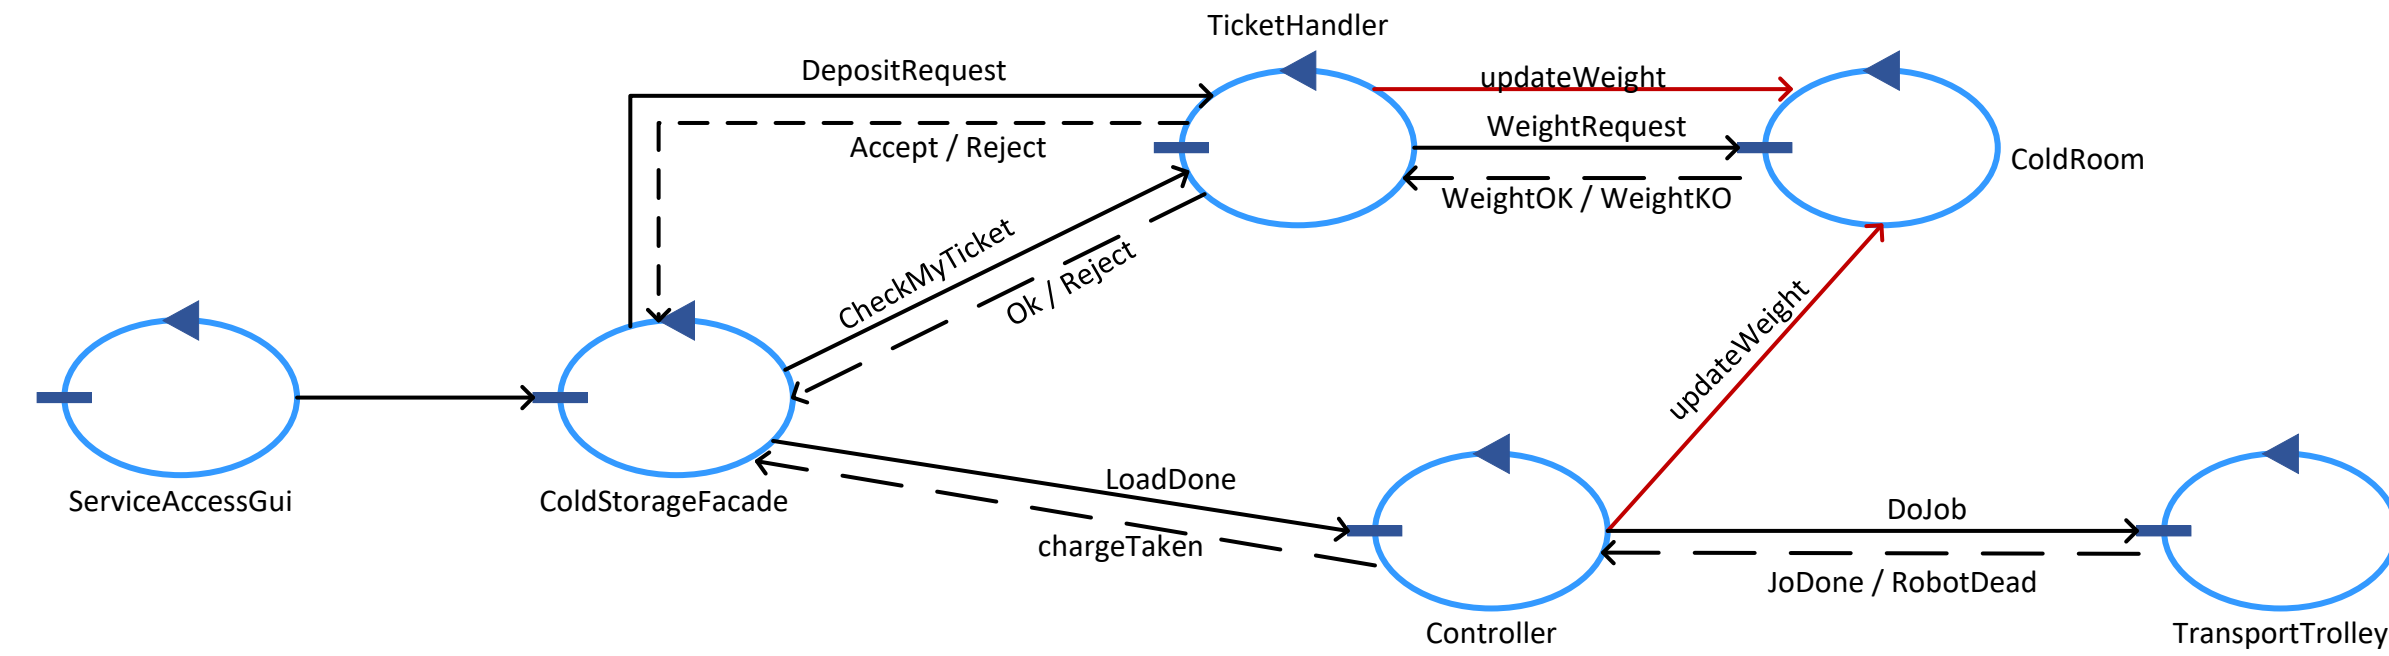 TicketHandler
DepositRequest
updateWeight
WeightRequest
Accept / Reject
ColdRoom
WeightOK / WeightKO
CheckMyTicket
Ok / Reject
updateWeight
ServiceAccessGui
ColdStorageFacade
LoadDone
chargeTaken
DoJob
JoDone / RobotDead
Controller
TransportTrolley